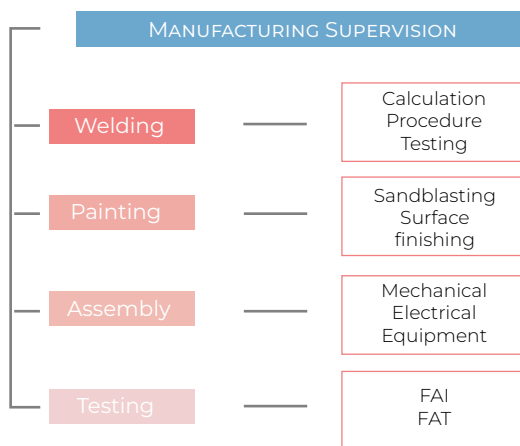 Manufacturing Supervision
Welding
Calculation
Procedure
Testing
Painting
Sandblasting
Surface
finishing
Assembly
Mechanical
Electrical
Equipment
Testing
FAI
FAT